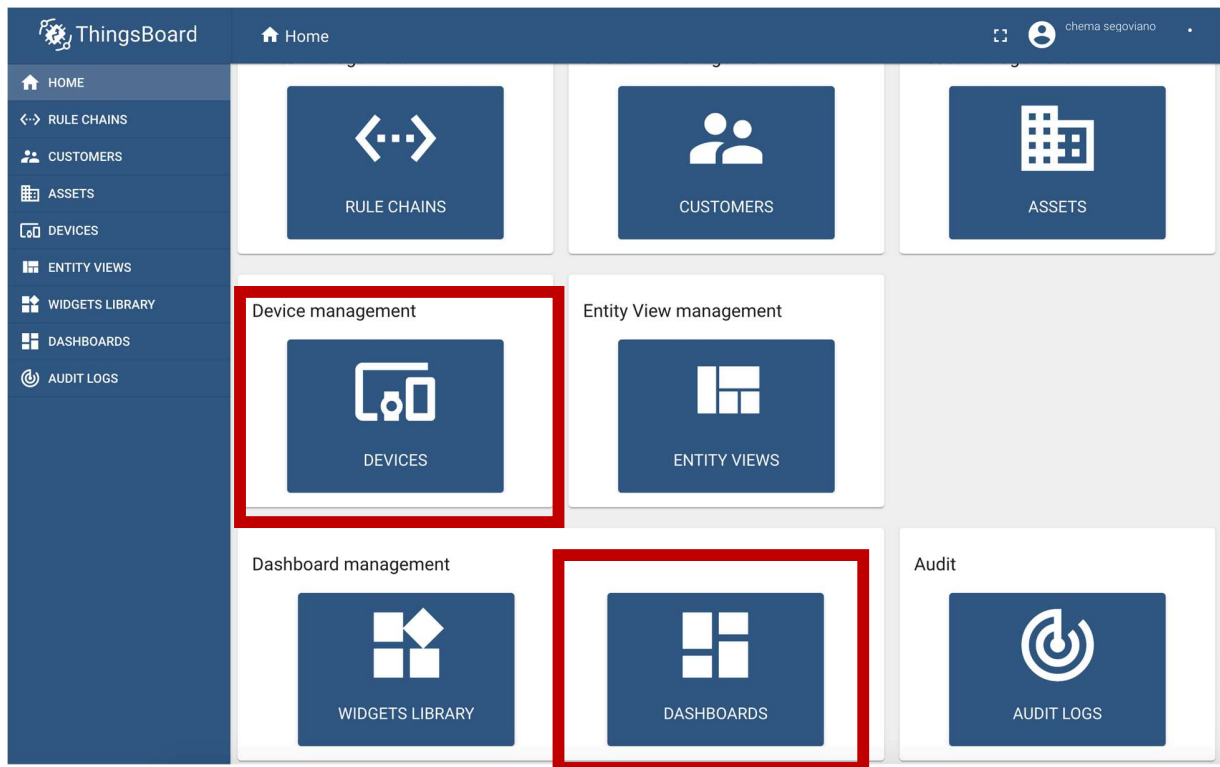 ThingsBoard
Home
chema segoviano
HOME
RULE CHAINS
CUSTOMERS
ASSETS
DEVICES
ENTITY VIEWS
WIDGETS LIBRARY
DASHBOARDS
AUDIT LOGS
RULE CHAINS
CUSTOMERS
ASSETS
Device management
Entity View management
DEVICES
ENTITY VIEWS
Dashboard management
Audit
WIDGETS LIBRARY
DASHBOARDS
AUDIT LOGS